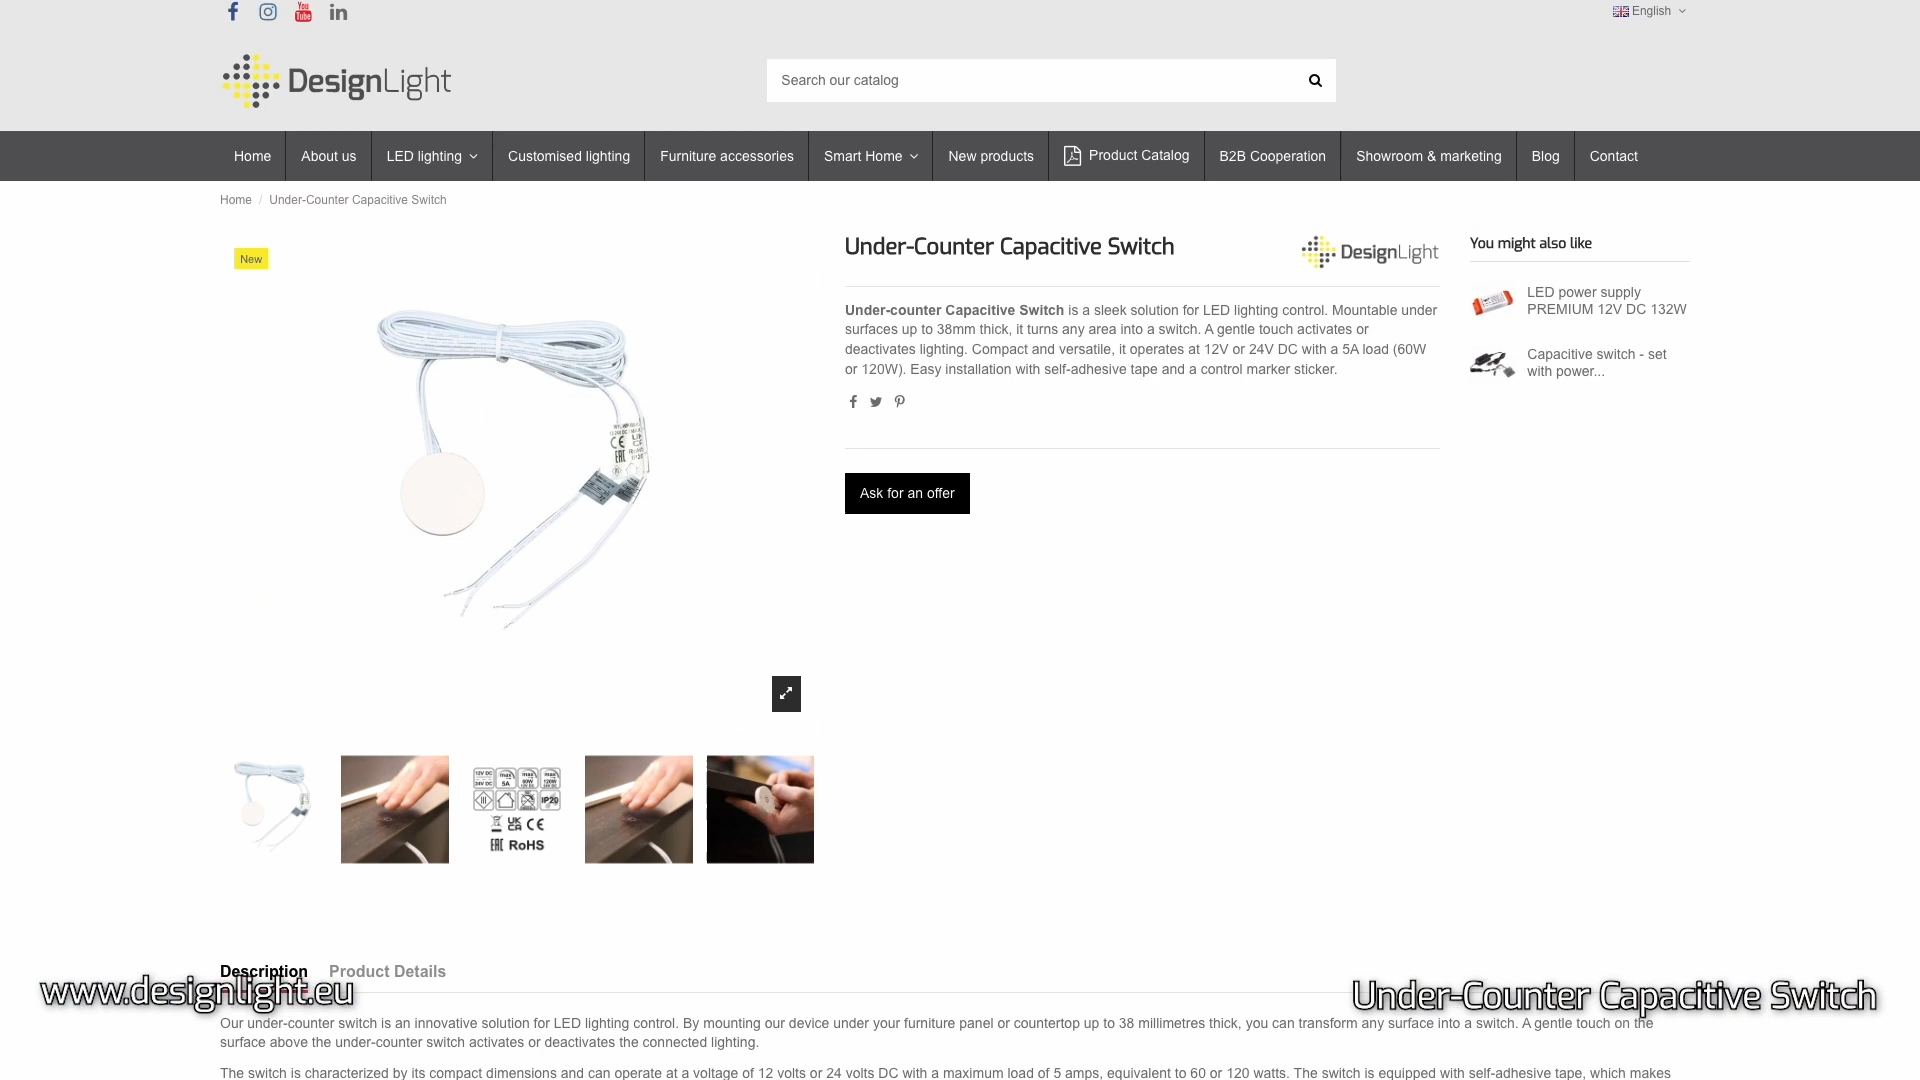 English
DesignLight
Search our catalog
Home
About us
LED lighting
Customised lighting
Furniture accessories
Smart Home
New products
Product Catalog
B2B Cooperation
Showroom & marketing
Blog
Contact
Home / Under-Counter Capacitive Switch
New
Under-Counter Capacitive Switch
DesignLight
Under-counter Capacitive Switch is a sleek solution for LED lighting control. Mountable under
surfaces up to 38mm thick, it turns any area into a switch. A gentle touch activates or
deactivates lighting. Compact and versatile, it operates at 12V or 24V DC with a 5A load (60W
or 120W). Easy installation with self-adhesive tape and a control marker sticker.
Ask for an offer
You might also like
LED power supply
PREMIUM 12V DC 132W
Capacitive switch - set
with power...
12V DC
24V DC
max
5A
max
60W
max
120W
IP20
UK
CA
CE
EAC
RoHS
Description
Product Details
www.designlight.eu
Under-Counter Capacitive Switch
Our under-counter switch is an innovative solution for LED lighting control. By mounting our device under your furniture panel or countertop up to 38 millimetres thick, you can transform any surface into a switch. A gentle touch on the
surface above the under-counter switch activates or deactivates the connected lighting.
The switch is characterized by its compact dimensions and can operate at a voltage of 12 volts or 24 volts DC with a maximum load of 5 amps, equivalent to 60 or 120 watts. The switch is equipped with self-adhesive tape, which makes